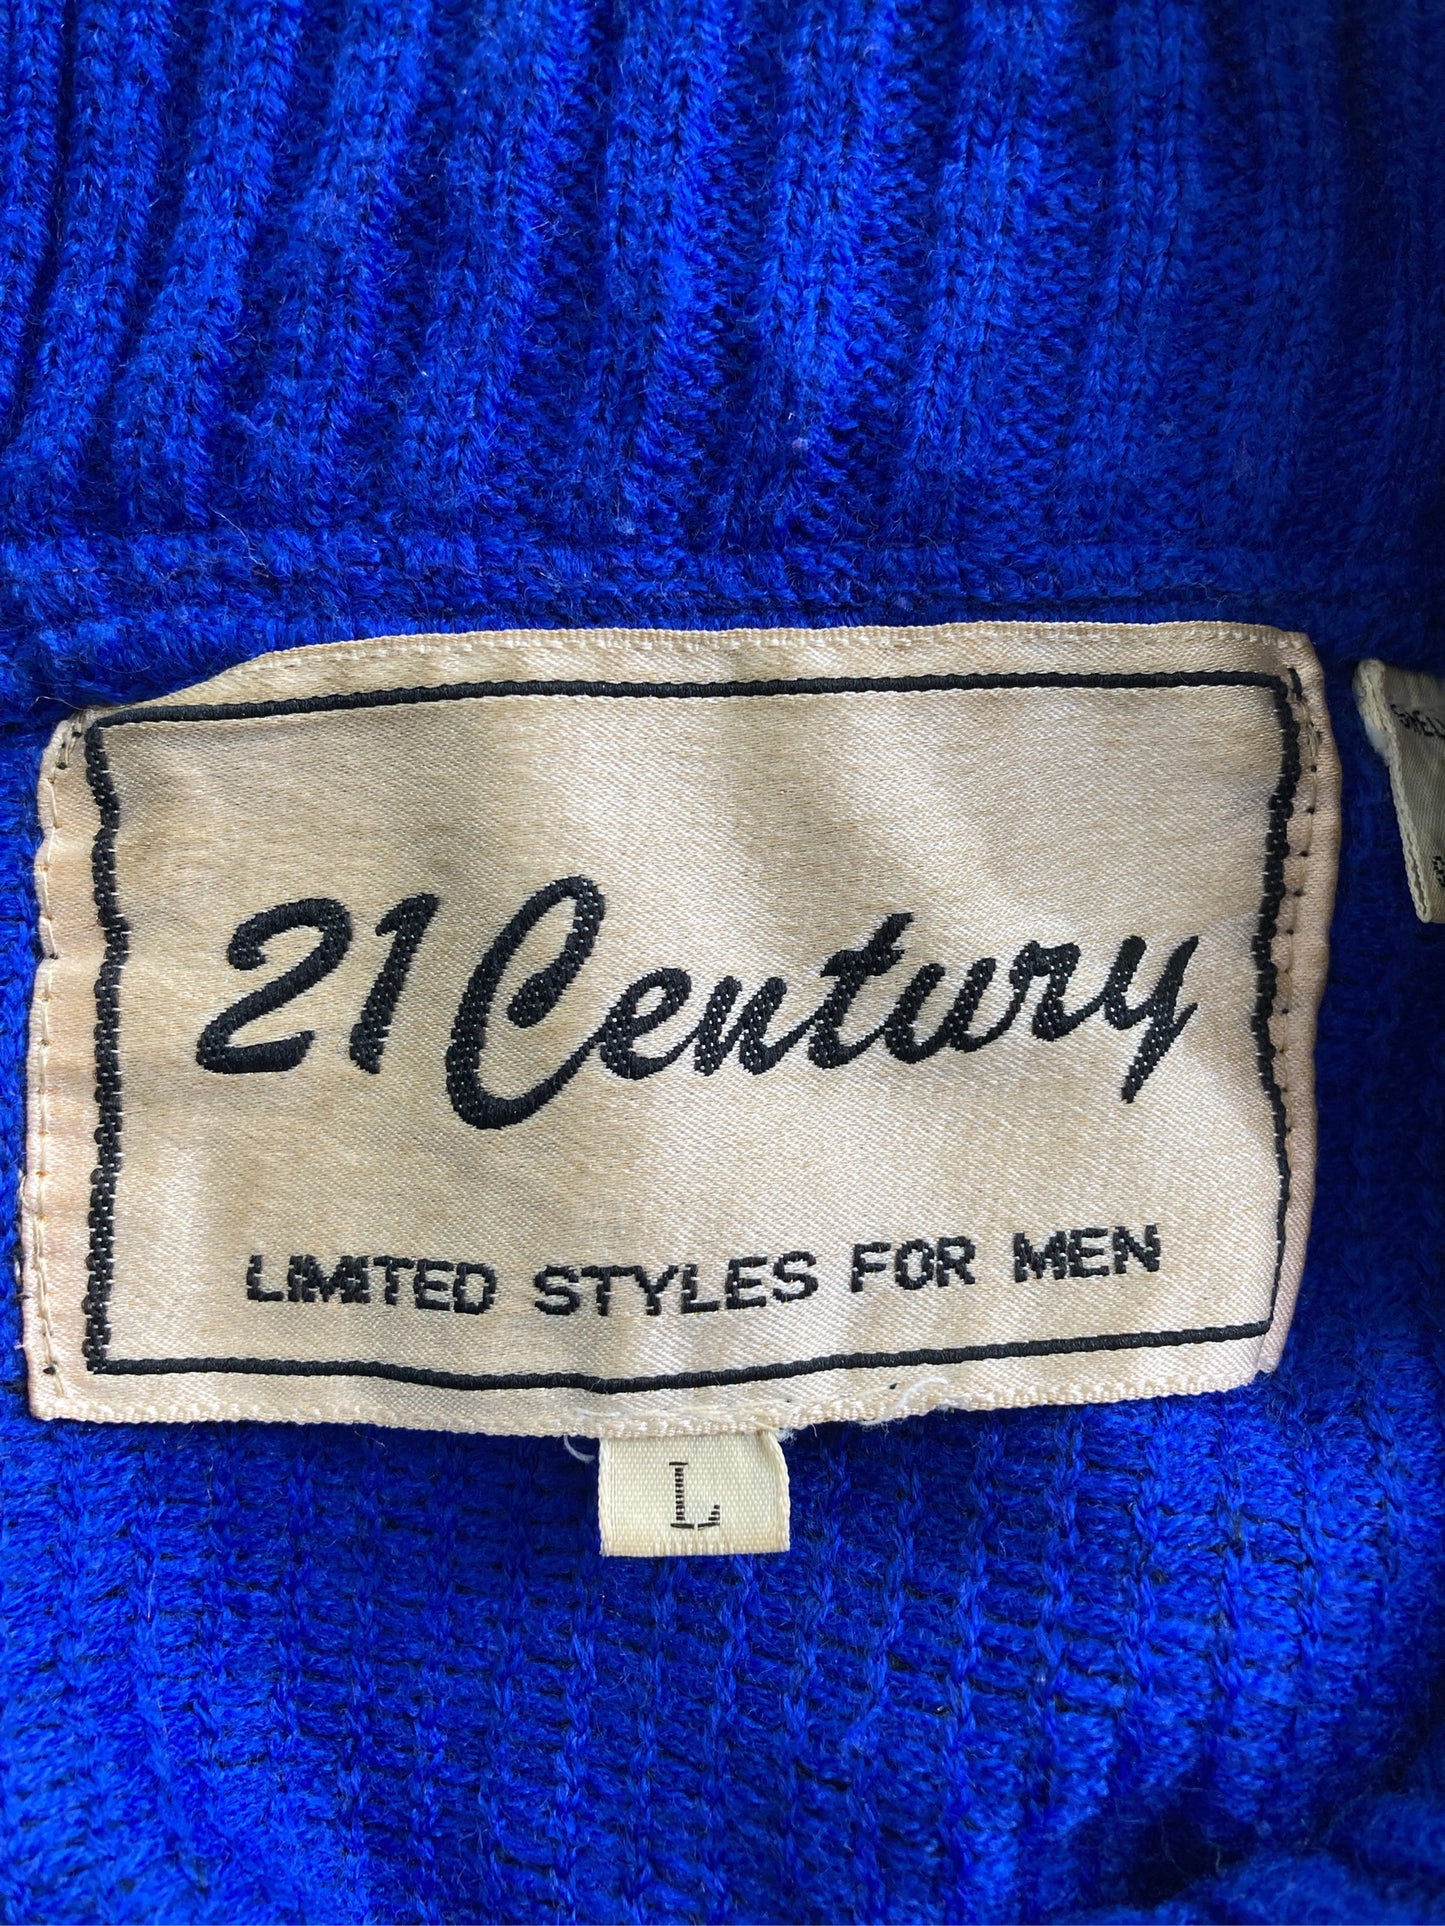 21 Century
LIMITED STYLES FOR MEN
L